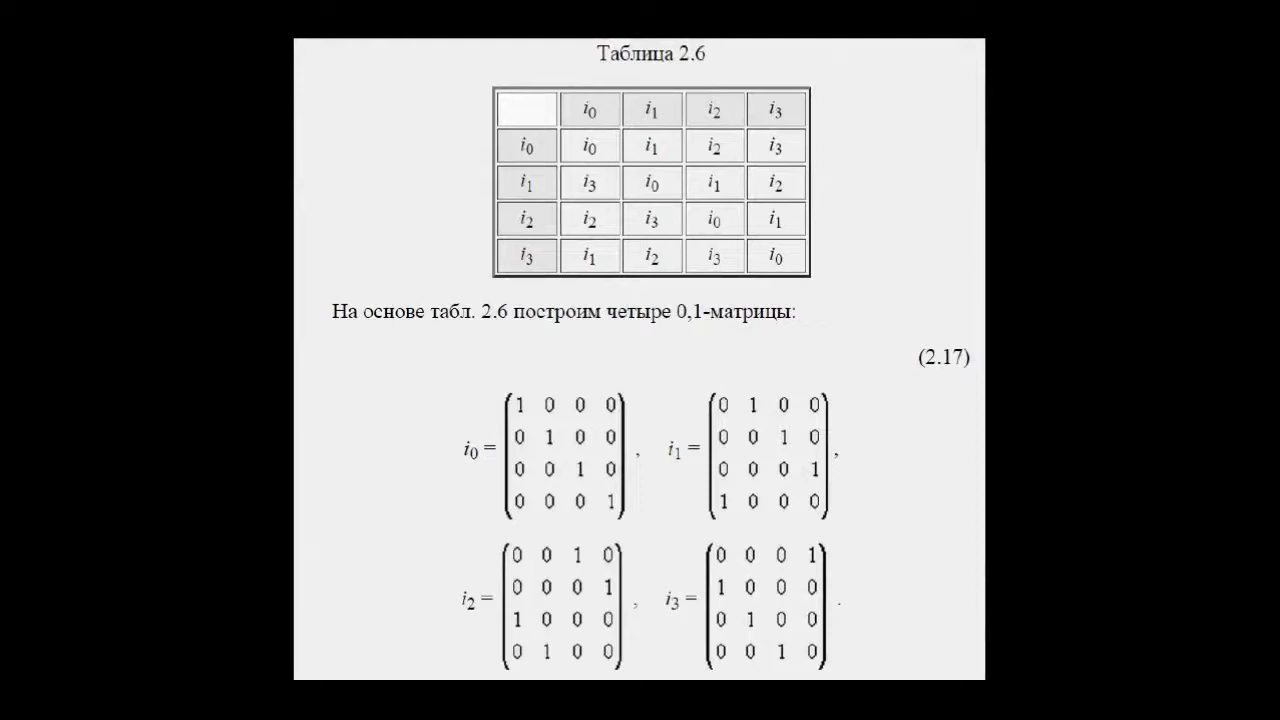 Таблица 2.6
i₀ i₁ i₂ i₃
i₀ i₀ i₁ i₂ i₃
i₁ i₃ i₀ i₁ i₂
i₂ i₂ i₃ i₀ i₁
i₃ i₁ i₂ i₃ i₀
На основе табл. 2.6 построим четыре 0,1-матрицы:
(2.17)
1 0 0 0 0 1 0 0
0 1 0 0 0 0 1 0
i₀ = , i₁ = ,
0 0 1 0 0 0 0 1
0 0 0 1 1 0 0 0
0 0 1 0 0 0 0 1
0 0 0 1 1 0 0 0
i₂ = , i₃ = .
1 0 0 0 0 1 0 0
0 1 0 0 0 0 1 0